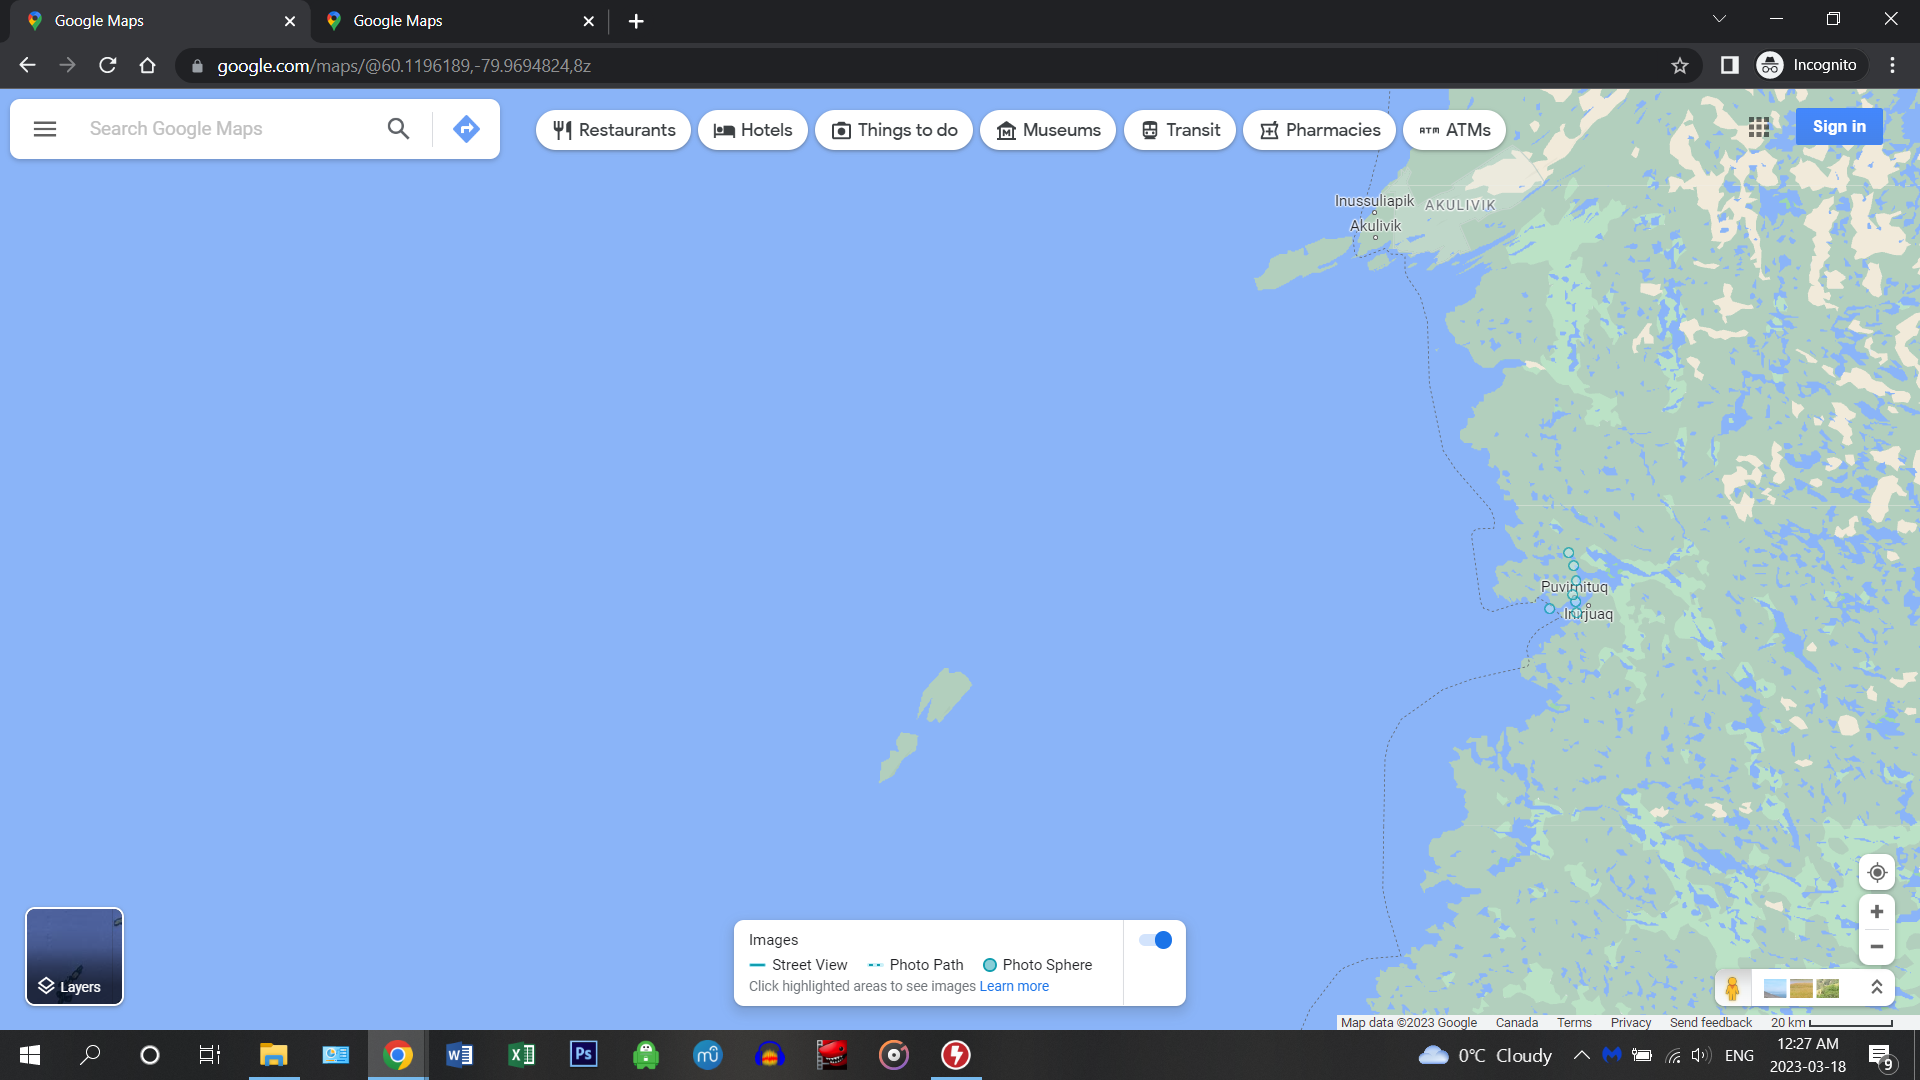 Google Maps
Google Maps
google.com/maps/@60.1196189,-79.9694824,8z
Incognito
Search Google Maps
Restaurants
Hotels
Things to do
Museums
Transit
Pharmacies
ATM ATMs
Sign in
Inussuliapik
AKULIVIK
Akulivik
Puvirnituq
Inirjuaq
Images
Street View
Photo Path
Photo Sphere
Click highlighted areas to see images Learn more
Layers
Map data ©2023 Google
Canada
Terms
Privacy
Send feedback
20 km
W
X
Ps
mu
0°C Cloudy
ENG
12:27 AM
2023-03-18
9